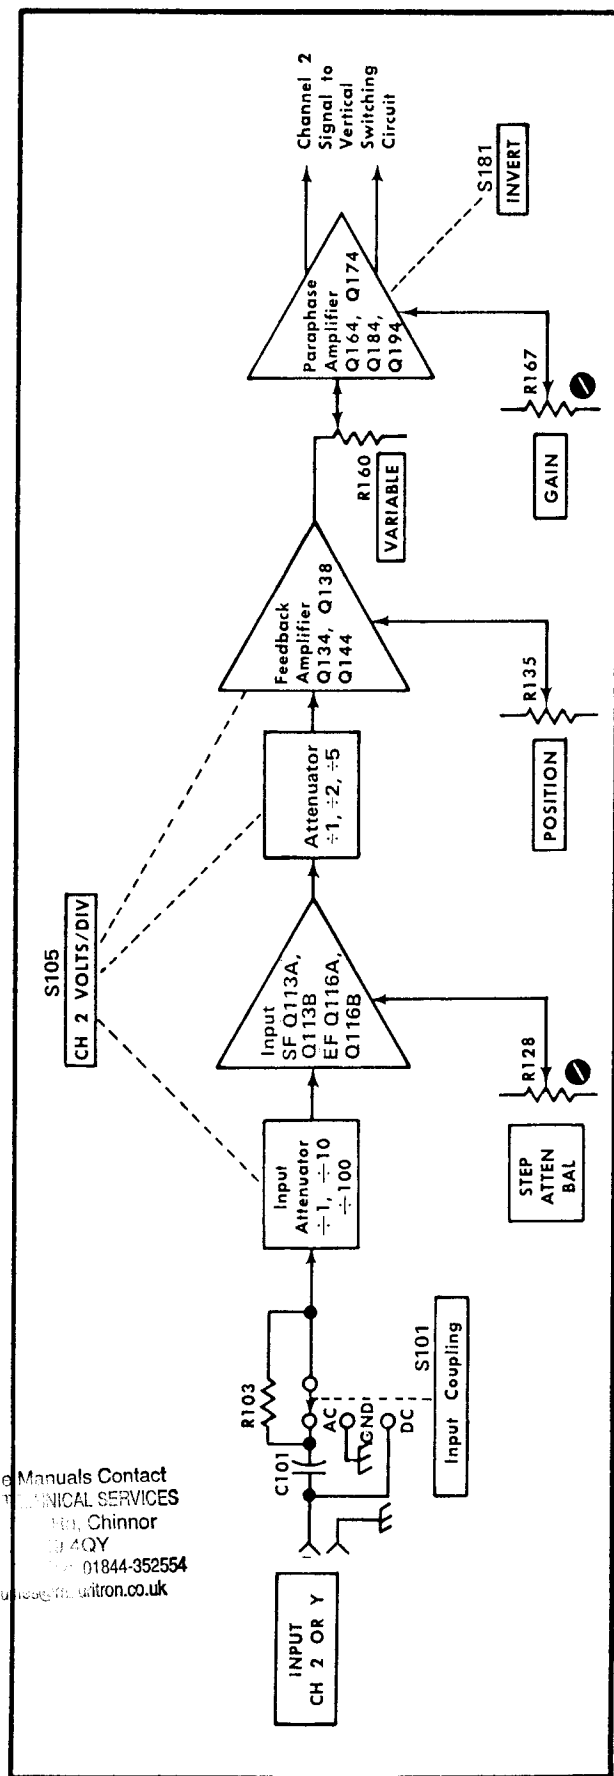 Channel 2
Signal to
Vertical
Switching
Circuit
S181
INVERT
Paraphase
Amplifier
Q164, Q174
Q184,
Q194
R167
GAIN
R160
VARIABLE
Feedback
Amplifier
Q134, Q138
Q144
R135
POSITION
S105
CH 2 VOLTS/DIV
Attenuator
÷1, ÷2, ÷5
Input
SF Q113A,
Q113B
EF Q116A,
Q116B
R128
STEP
ATTEN
BAL
Input
Attenuator
÷1, ÷10
÷100
R103
C101
AC
GND
DC
S101
Input Coupling
INPUT
CH 2 OR Y
Manuals Contact
SERVICES
Chinnor
4QY
01844-352554